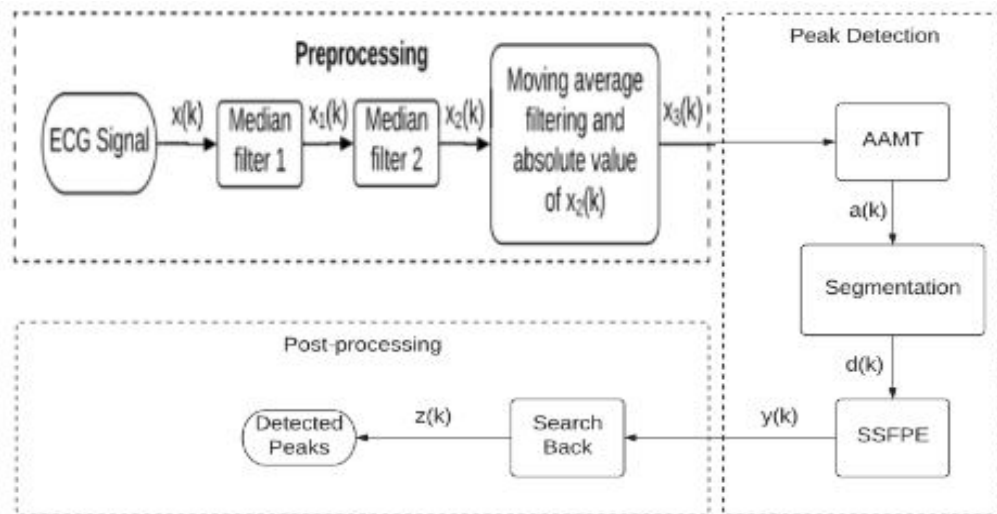 Preprocessing
ECG Signal
x(k)
Median
filter 1
x₁(k)
Median
filter 2
x₂(k)
Moving average
filtering and
absolute value
of x₂(k)
x₃(k)
Peak Detection
AAMT
a(k)
Segmentation
d(k)
SSFPE
y(k)
Post-processing
Search
Back
z(k)
Detected
Peaks